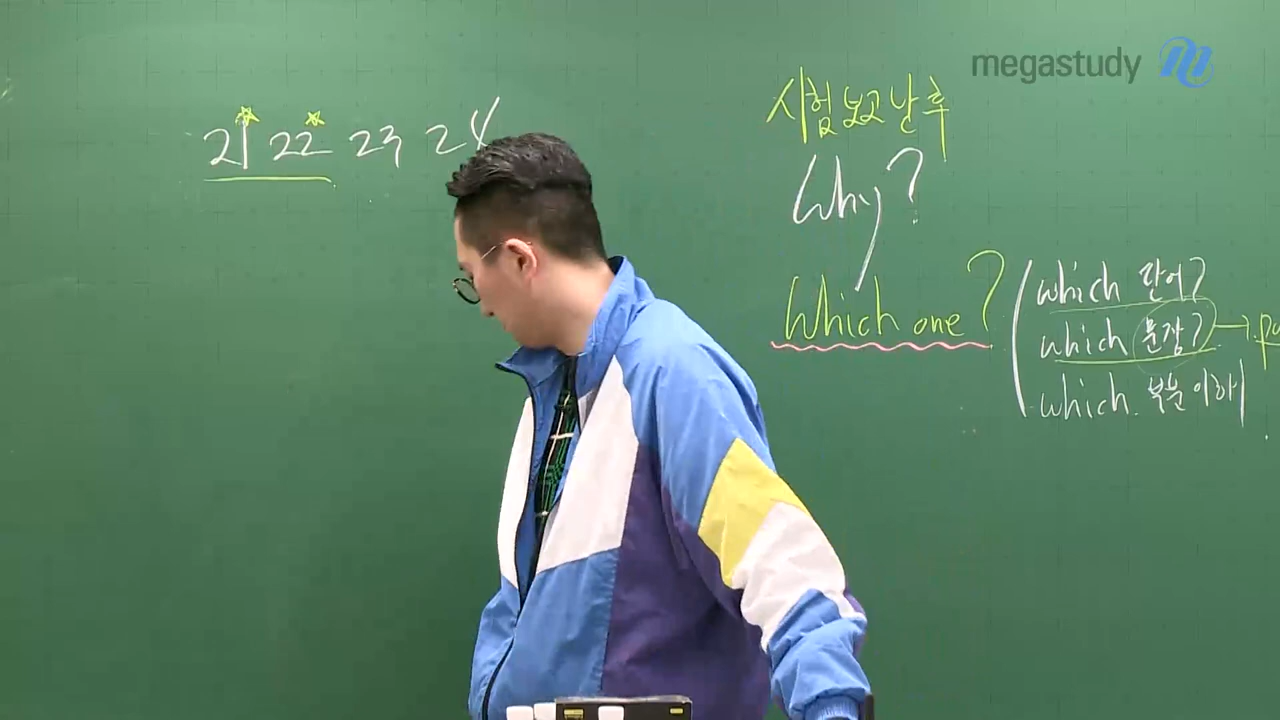 megastudy
21 22 23 24
시험 보고 난 후
Why?
Which one?
which 단어?
which 문장? → pa
which 부분 이해